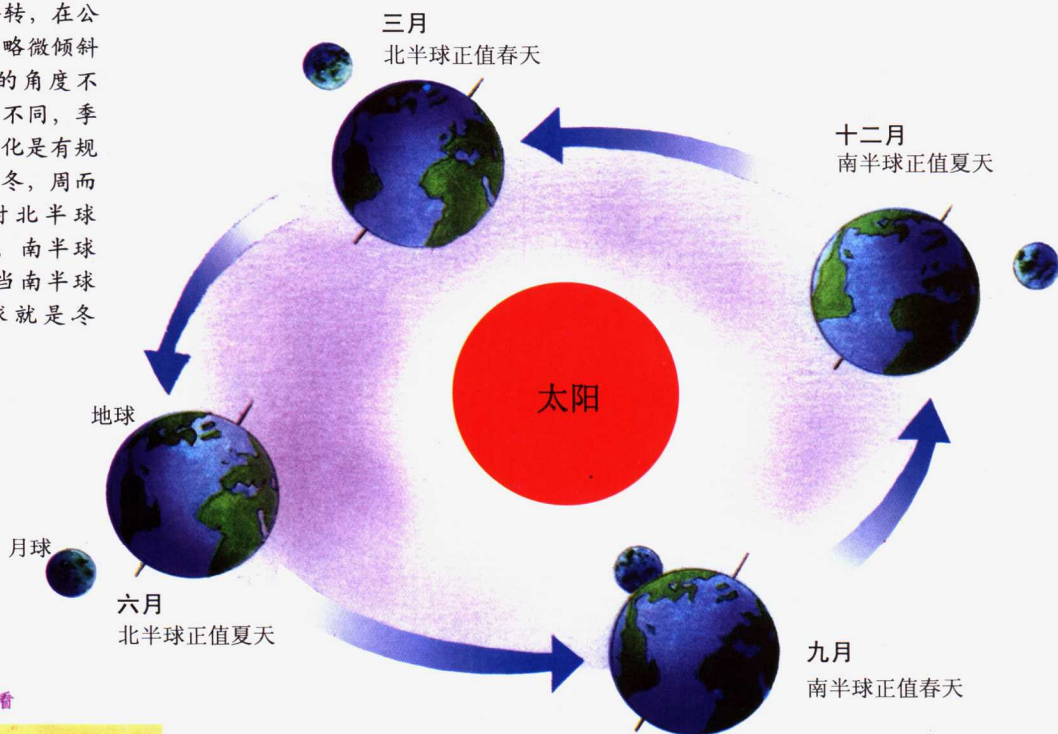 转，在公
略微倾斜
的角度不
不同，季
化是有规
冬，周而
北半球
南半球
当南半球
就是冬
三月
北半球正值春天
十二月
南半球正值夏天
太阳
地球
月球
六月
北半球正值夏天
九月
南半球正值春天
看